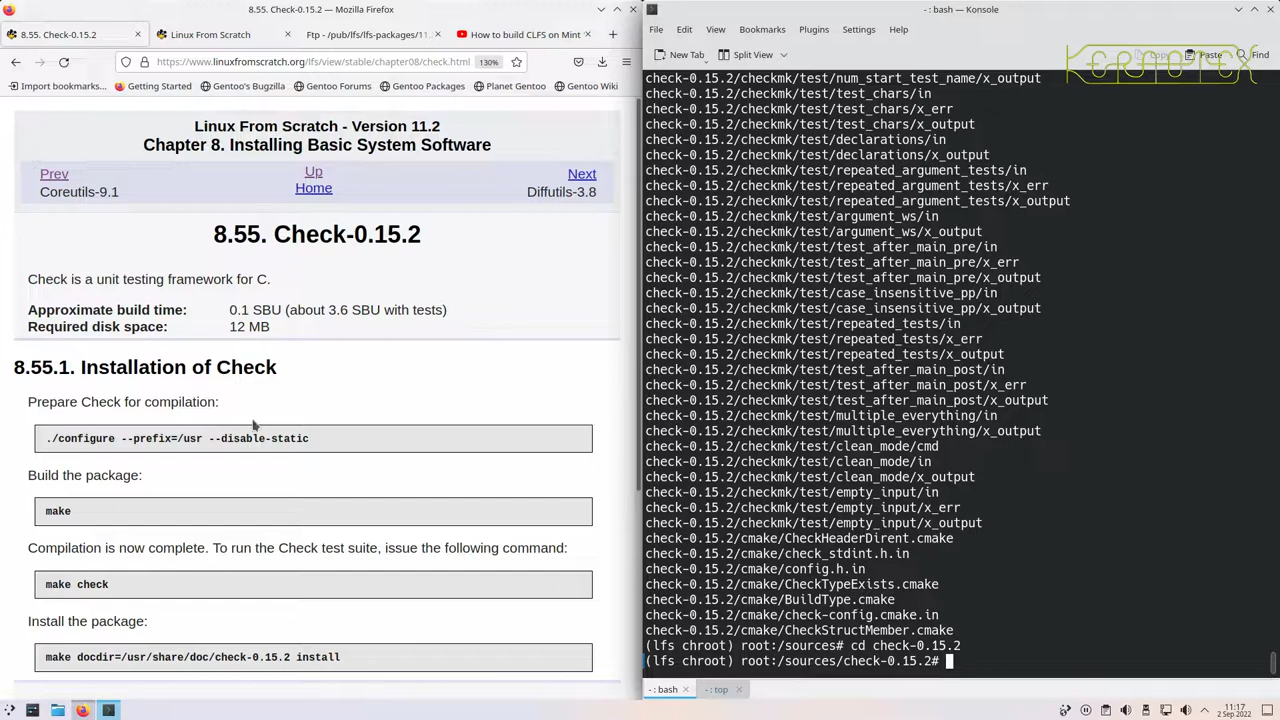 8.55. Check-0.15.2 — Mozilla Firefox
8.55. Check-0.15.2
Linux From Scratch
Ftp - /pub/lfs/lfs-packages/11.
How to build CLFS on Mint
https://www.linuxfromscratch.org/lfs/view/stable/chapter08/check.html
Import bookmarks...
Getting Started
Gentoo's Bugzilla
Gentoo Forums
Gentoo Packages
Planet Gentoo
Gentoo Wiki
Linux From Scratch - Version 11.2
Chapter 8. Installing Basic System Software
Prev
Up
Next
Coreutils-9.1
Home
Diffutils-3.8
8.55. Check-0.15.2
Check is a unit testing framework for C.
Approximate build time: 0.1 SBU (about 3.6 SBU with tests)
Required disk space: 12 MB
8.55.1. Installation of Check
Prepare Check for compilation:
./configure --prefix=/usr --disable-static
Build the package:
make
Compilation is now complete. To run the Check test suite, issue the following command:
make check
Install the package:
make docdir=/usr/share/doc/check-0.15.2 install
- : bash — Konsole
File Edit View Bookmarks Plugins Settings Help
New Tab
Split View
Paste
Find
KERNOTEX
check-0.15.2/checkmk/test/num_start_test_name/x_output
check-0.15.2/checkmk/test/test_chars/in
check-0.15.2/checkmk/test/test_chars/x_err
check-0.15.2/checkmk/test/test_chars/x_output
check-0.15.2/checkmk/test/declarations/in
check-0.15.2/checkmk/test/declarations/x_output
check-0.15.2/checkmk/test/repeated_argument_tests/in
check-0.15.2/checkmk/test/repeated_argument_tests/x_err
check-0.15.2/checkmk/test/repeated_argument_tests/x_output
check-0.15.2/checkmk/test/argument_ws/in
check-0.15.2/checkmk/test/argument_ws/x_output
check-0.15.2/checkmk/test/test_after_main_pre/in
check-0.15.2/checkmk/test/test_after_main_pre/x_err
check-0.15.2/checkmk/test/test_after_main_pre/x_output
check-0.15.2/checkmk/test/case_insensitive_pp/in
check-0.15.2/checkmk/test/case_insensitive_pp/x_output
check-0.15.2/checkmk/test/repeated_tests/in
check-0.15.2/checkmk/test/repeated_tests/x_err
check-0.15.2/checkmk/test/repeated_tests/x_output
check-0.15.2/checkmk/test/test_after_main_post/in
check-0.15.2/checkmk/test/test_after_main_post/x_err
check-0.15.2/checkmk/test/test_after_main_post/x_output
check-0.15.2/checkmk/test/multiple_everything/in
check-0.15.2/checkmk/test/multiple_everything/x_output
check-0.15.2/checkmk/test/clean_mode/cmd
check-0.15.2/checkmk/test/clean_mode/in
check-0.15.2/checkmk/test/clean_mode/x_output
check-0.15.2/checkmk/test/empty_input/in
check-0.15.2/checkmk/test/empty_input/x_err
check-0.15.2/checkmk/test/empty_input/x_output
check-0.15.2/cmake/CheckHeaderDirent.cmake
check-0.15.2/cmake/check_stdint.h.in
check-0.15.2/cmake/config.h.in
check-0.15.2/cmake/CheckTypeExists.cmake
check-0.15.2/cmake/BuildType.cmake
check-0.15.2/cmake/check-config.cmake.in
check-0.15.2/cmake/CheckStructMember.cmake
(lfs chroot) root:/sources# cd check-0.15.2
(lfs chroot) root:/sources/check-0.15.2#
- : bash
- : top
11:17
2 Sep 2022